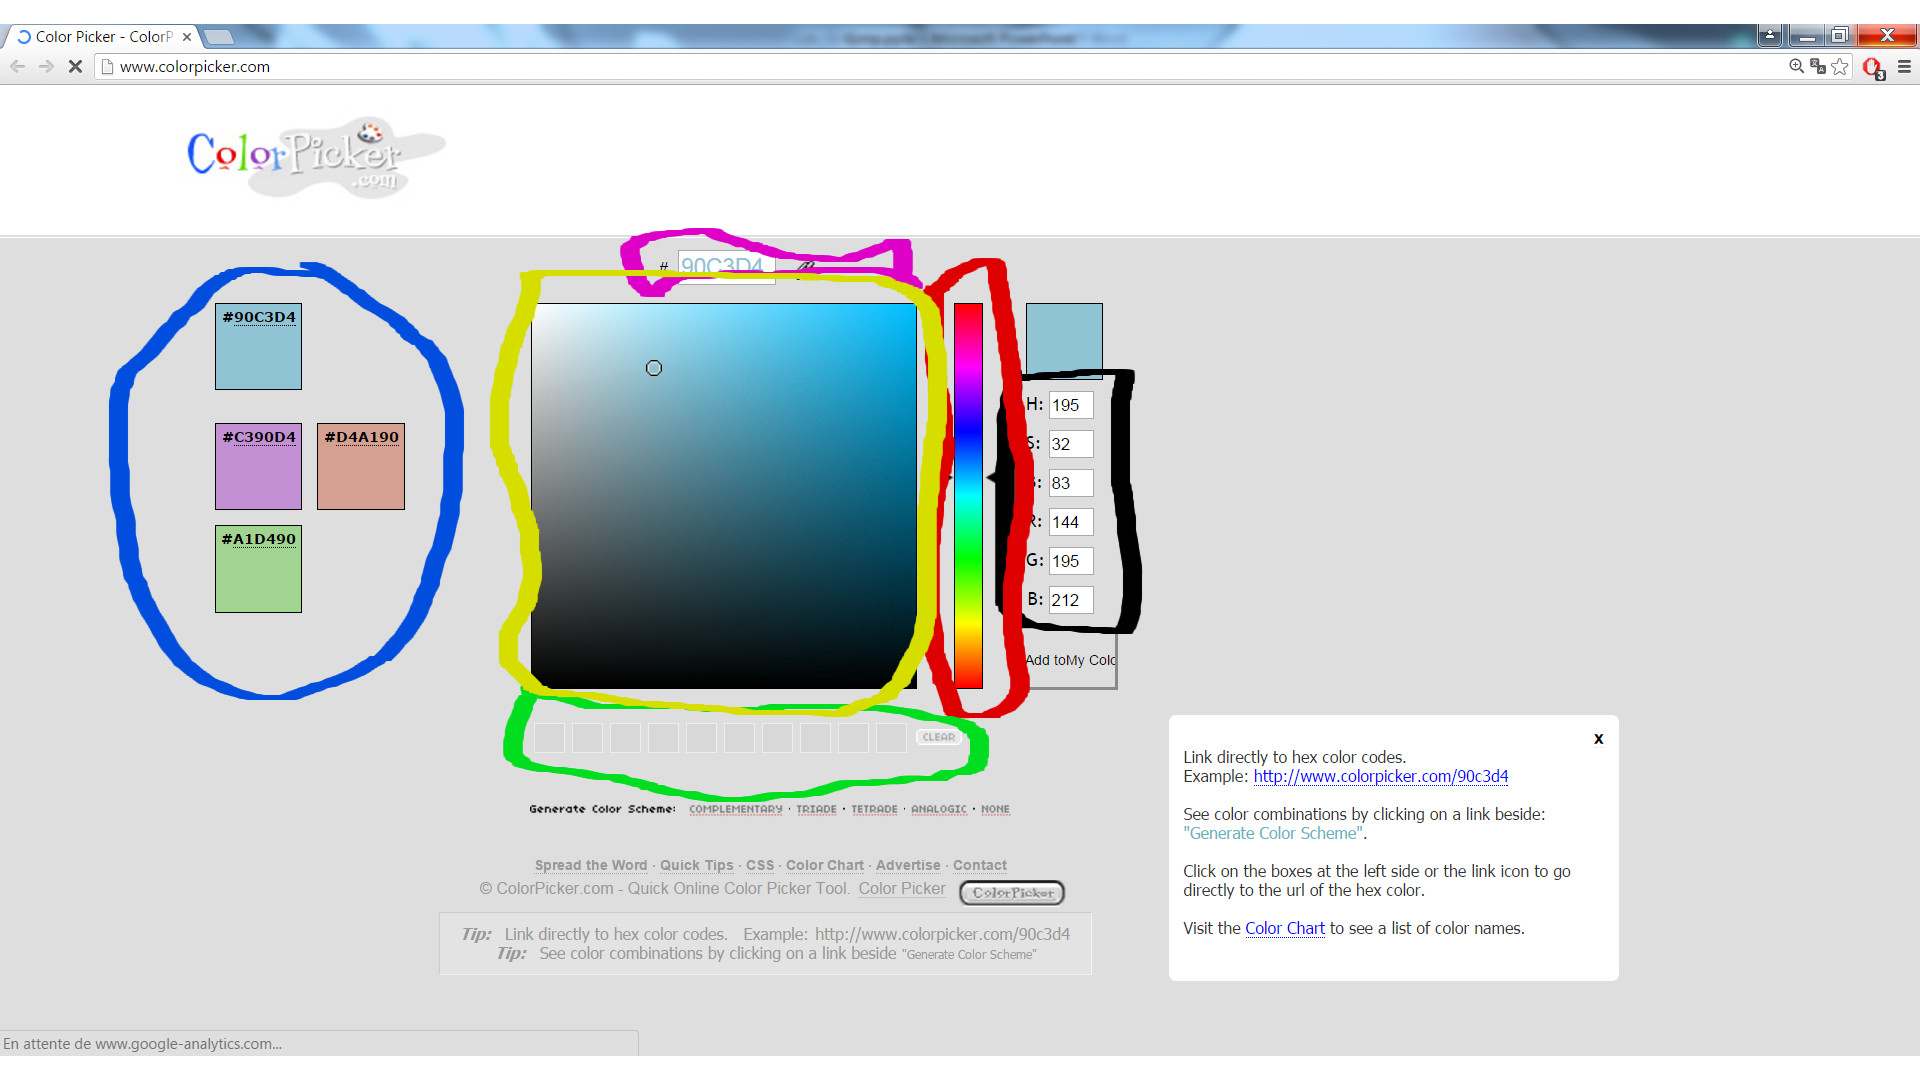 Color Picker - ColorP
www.colorpicker.com
3
ColorPicker
.com
# 90C3D4
#90C3D4
#C390D4 #D4A190
#A1D490
H: 195
S: 32
83
R: 144
G: 195
B: 212
Add toMy Colo
CLEAR
Generate Color Scheme: COMPLEMENTARY · TRIADE · TETRADE · ANALOGIC · NONE
Spread the Word · Quick Tips · CSS · Color Chart · Advertise · Contact
© ColorPicker.com - Quick Online Color Picker Tool. Color Picker ColorPicker
Tip: Link directly to hex color codes. Example: http://www.colorpicker.com/90c3d4
Tip: See color combinations by clicking on a link beside "Generate Color Scheme"
x
Link directly to hex color codes.
Example: http://www.colorpicker.com/90c3d4
See color combinations by clicking on a link beside:
"Generate Color Scheme".
Click on the boxes at the left side or the link icon to go
directly to the url of the hex color.
Visit the Color Chart to see a list of color names.
En attente de www.google-analytics.com...